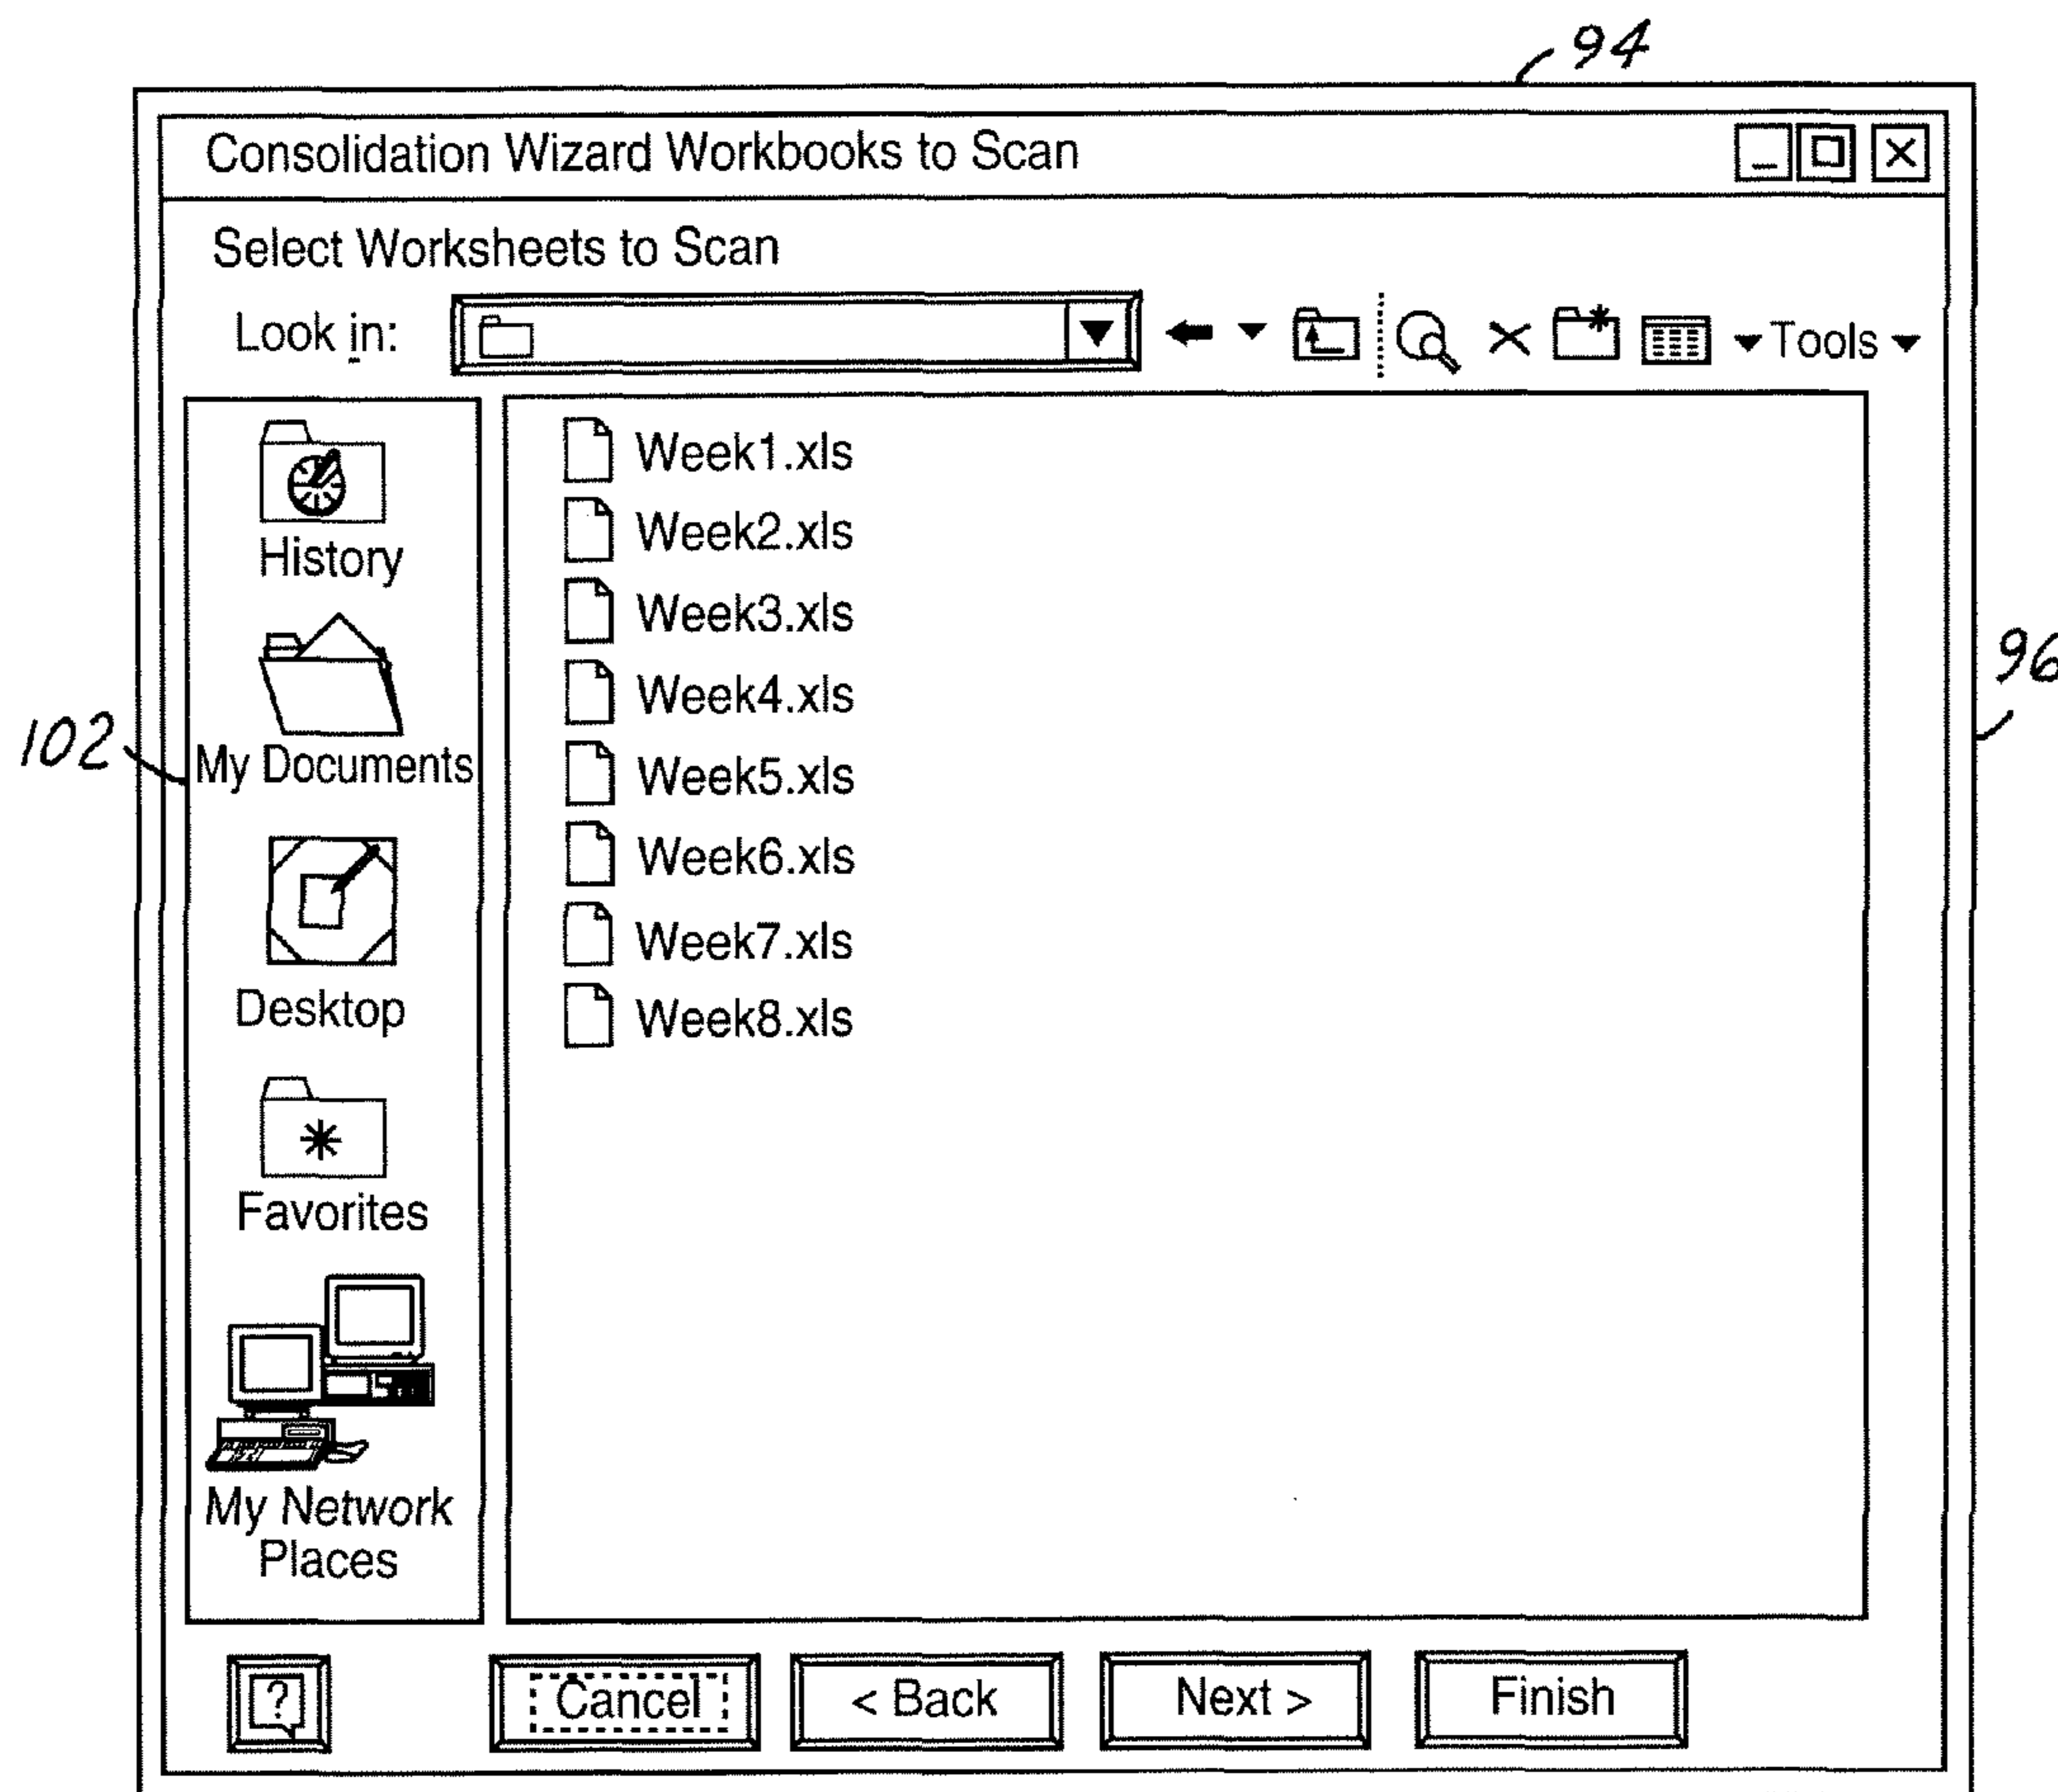 94
Consolidation Wizard Workbooks to Scan
Select Worksheets to Scan
Look in:
Tools
History
My Documents
Desktop
Favorites
My Network
Places
Week1.xls
Week2.xls
Week3.xls
Week4.xls
Week5.xls
Week6.xls
Week7.xls
Week8.xls
96
102
?
Cancel
< Back
Next >
Finish